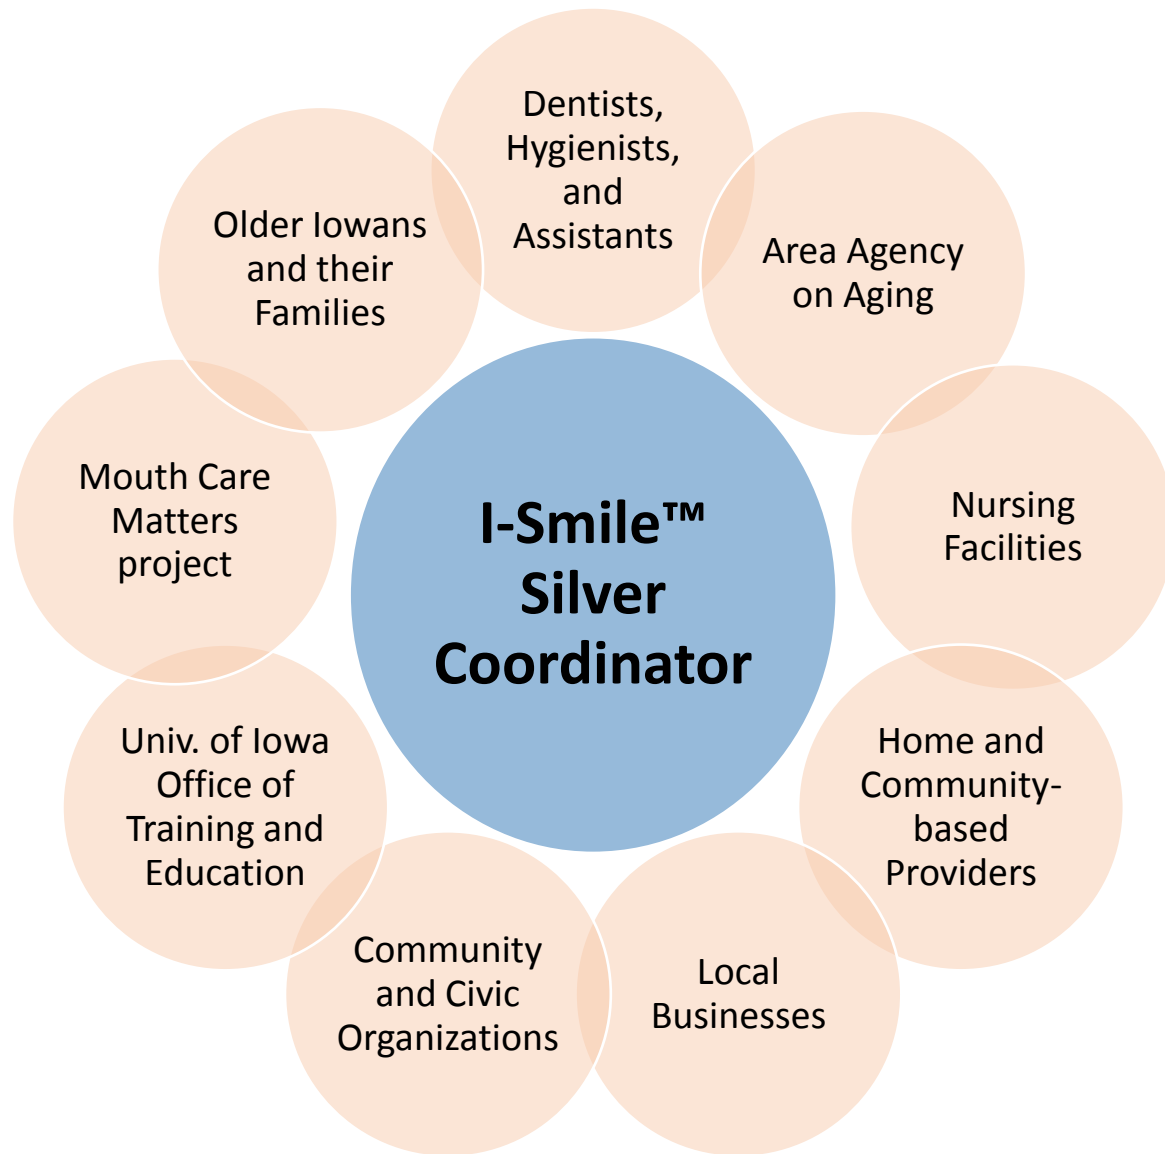 Dentists,
Hygienists,
and
Assistants
Area Agency
on Aging
Nursing
Facilities
Home and
Community-
based
Providers
Local
Businesses
Community
and Civic
Organizations
Univ. of Iowa
Office of
Training and
Education
Mouth Care
Matters
project
Older Iowans
and their
Families
I-Smile™
Silver
Coordinator